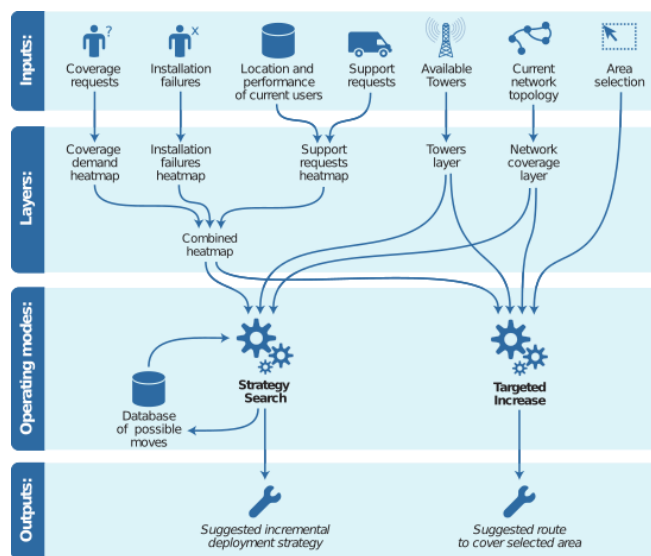 Inputs:
?
x
Coverage
requests
Installation
failures
Location and
performance
of current users
Support
requests
Available
Towers
Current
network
topology
Area
selection
Layers:
Coverage
demand
heatmap
Installation
failures
heatmap
Support
requests
heatmap
Towers
layer
Network
coverage
layer
Combined
heatmap
Operating modes:
Strategy
Search
Targeted
Increase
Database
of possible
moves
Outputs:
Suggested incremental
deployment strategy
Suggested route
to cover selected area